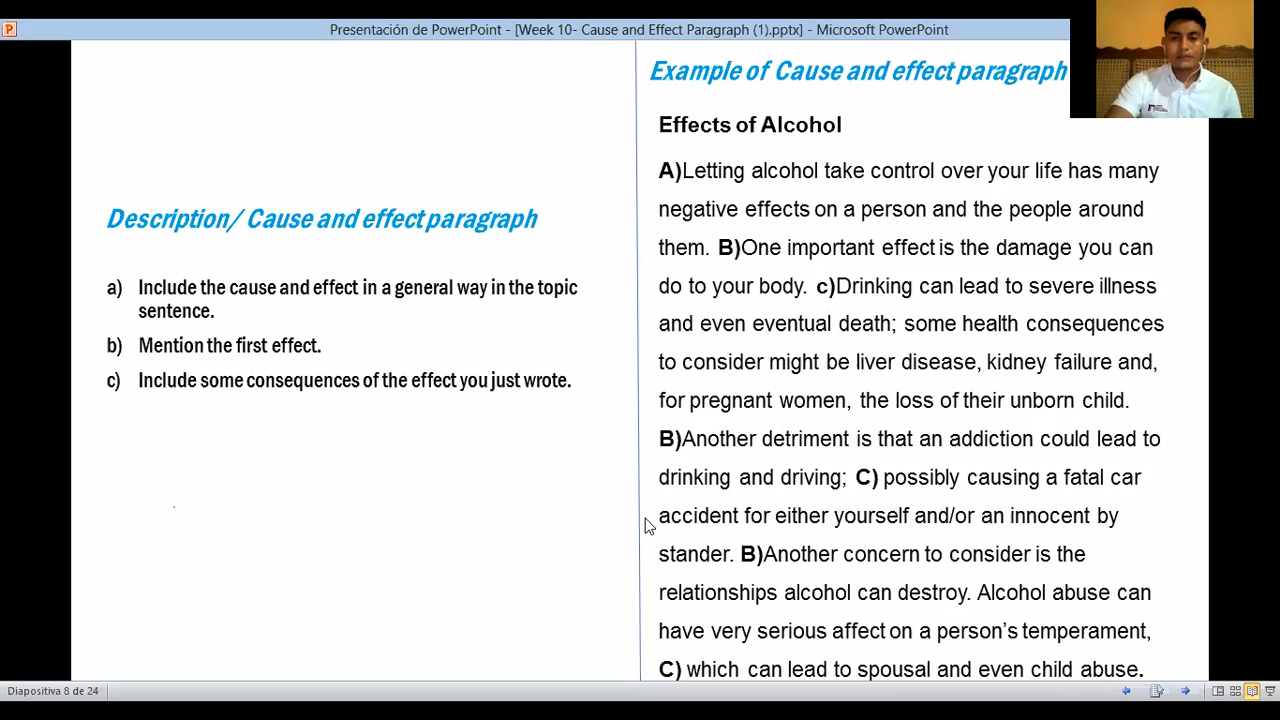 Presentación de PowerPoint - [Week 10- Cause and Effect Paragraph (1).pptx] - Microsoft PowerPoint
Description/ Cause and effect paragraph
a) Include the cause and effect in a general way in the topic
sentence.
b) Mention the first effect.
c) Include some consequences of the effect you just wrote.
Example of Cause and effect paragraph
Effects of Alcohol
A)Letting alcohol take control over your life has many
negative effects on a person and the people around
them. B)One important effect is the damage you can
do to your body. c)Drinking can lead to severe illness
and even eventual death; some health consequences
to consider might be liver disease, kidney failure and,
for pregnant women, the loss of their unborn child.
B)Another detriment is that an addiction could lead to
drinking and driving; C) possibly causing a fatal car
accident for either yourself and/or an innocent by
stander. B)Another concern to consider is the
relationships alcohol can destroy. Alcohol abuse can
have very serious affect on a person's temperament,
C) which can lead to spousal and even child abuse.
Diapositiva 8 de 24